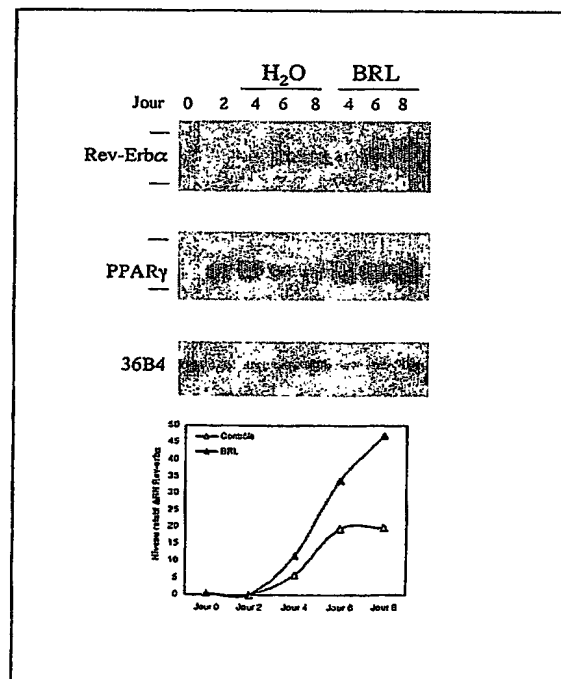 H₂O BRL
Jour 0 2 4 6 8 4 6 8
Rev-Erbα
PPARγ
36B4
Niveau relatif ARN Rev-erbα
50
45
40
35
30
25
20
15
10
5
0
Contrôle
BRL
Jour 0 Jour 2 Jour 4 Jour 6 Jour 8